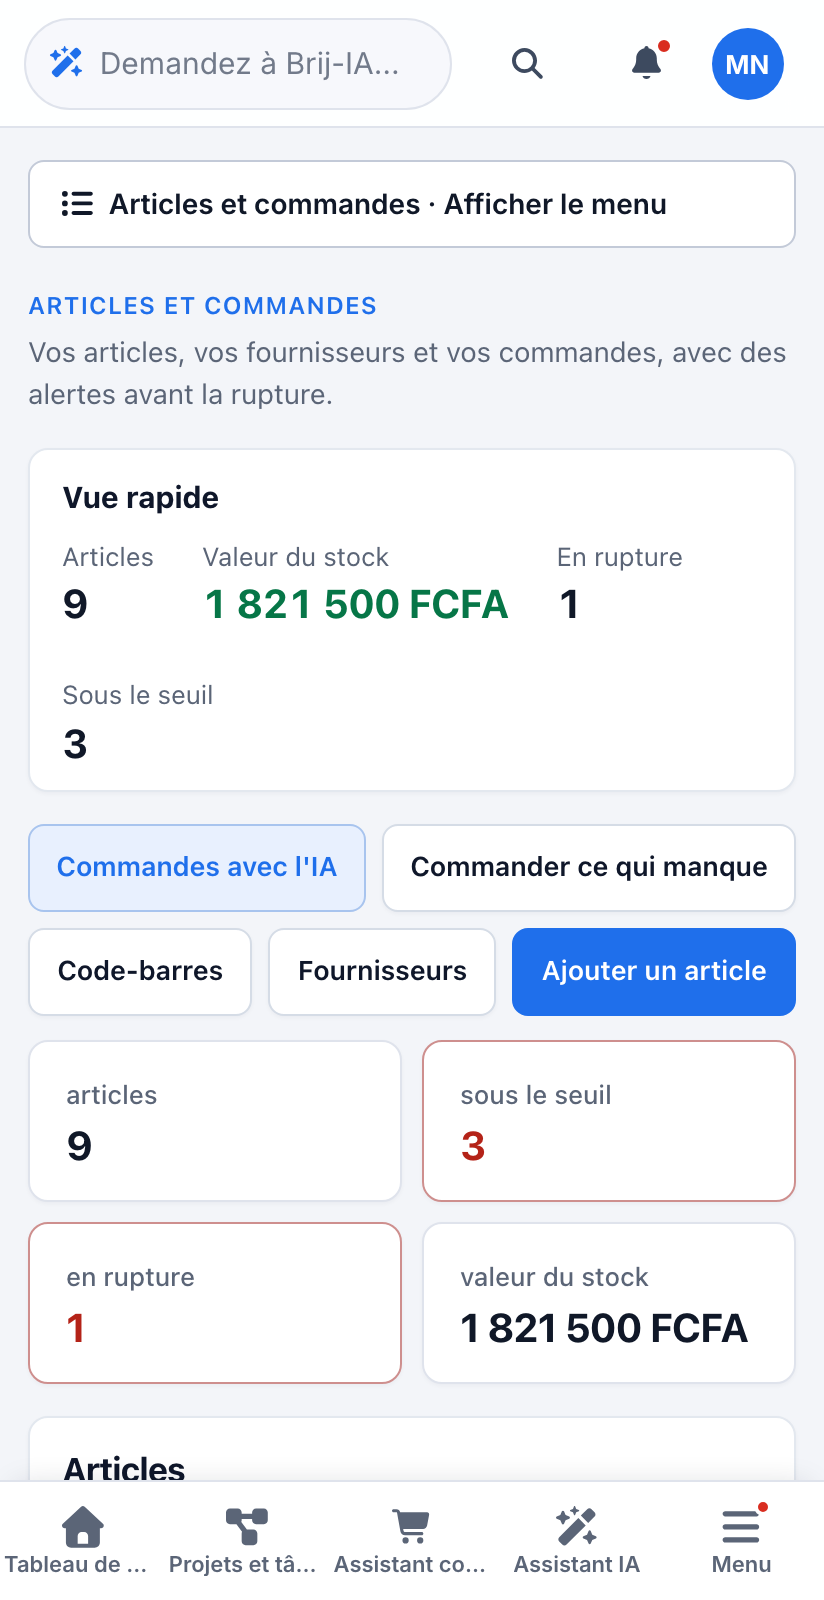 Demandez à Brij-IA...
MN
Articles et commandes · Afficher le menu
ARTICLES ET COMMANDES
Vos articles, vos fournisseurs et vos commandes, avec des
alertes avant la rupture.
Vue rapide
Articles
9
Valeur du stock
1 821 500 FCFA
En rupture
1
Sous le seuil
3
Commandes avec l'IA
Commander ce qui manque
Code-barres
Fournisseurs
Ajouter un article
articles
9
sous le seuil
3
en rupture
1
valeur du stock
1 821 500 FCFA
Articles
Tableau de ...
Projets et tâ...
Assistant co...
Assistant IA
Menu